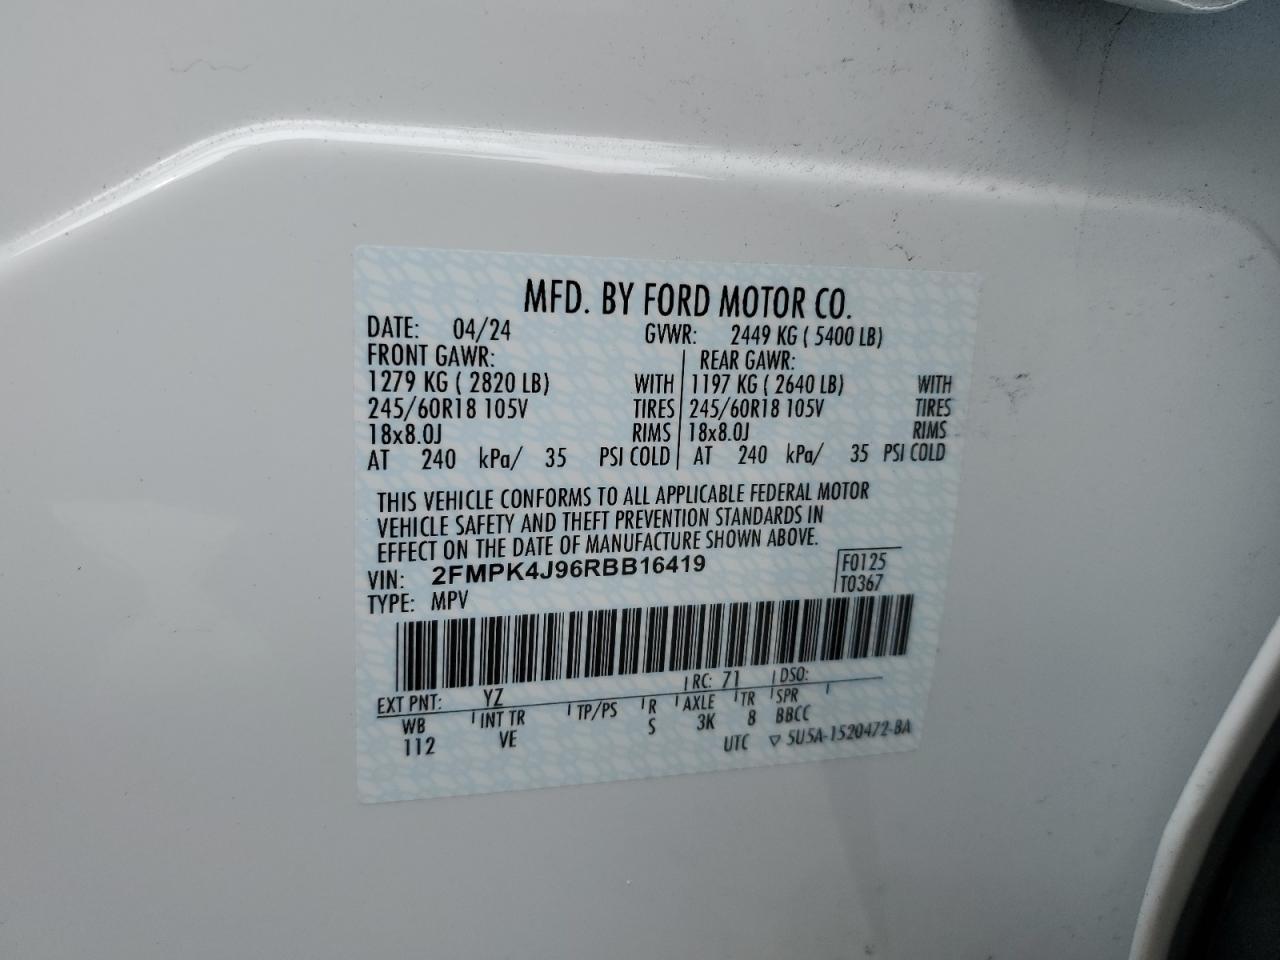 MFD. BY FORD MOTOR CO.
DATE: 04/24 GVWR: 2449 KG ( 5400 LB)
FRONT GAWR: REAR GAWR:
1279 KG ( 2820 LB) WITH 1197 KG ( 2640 LB) WITH
245/60R18 105V TIRES 245/60R18 105V TIRES
18x8.0J RIMS 18x8.0J RIMS
AT 240 kPa/ 35 PSI COLD AT 240 kPa/ 35 PSI COLD
THIS VEHICLE CONFORMS TO ALL APPLICABLE FEDERAL MOTOR
VEHICLE SAFETY AND THEFT PREVENTION STANDARDS IN
EFFECT ON THE DATE OF MANUFACTURE SHOWN ABOVE.
VIN: 2FMPK4J96RBB16419 F0125
TYPE: MPV T0367
EXT PNT: YZ RC: 71 DSO:
WB INT TR TP/PS R AXLE TR SPR
112 VE S 3K 8 BBCC
UTC ▽ 5U5A-1520472-BA